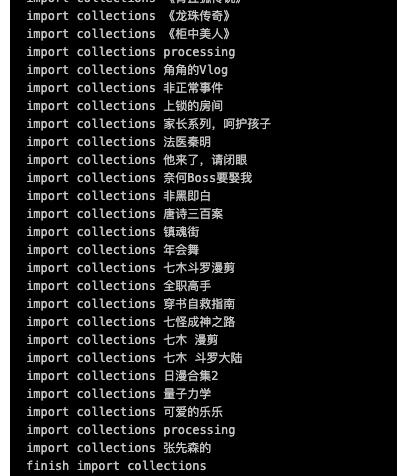 import collections 《龙珠传奇》
import collections 《柜中美人》
import collections processing
import collections 角角的Vlog
import collections 非正常事件
import collections 上锁的房间
import collections 家长系列，呵护孩子
import collections 法医秦明
import collections 他来了，请闭眼
import collections 奈何Boss要娶我
import collections 非黑即白
import collections 唐诗三百案
import collections 镇魂街
import collections 年会舞
import collections 七木斗罗漫剪
import collections 全职高手
import collections 穿书自救指南
import collections 七怪成神之路
import collections 七木 漫剪
import collections 七木 斗罗大陆
import collections 日漫合集2
import collections 量子力学
import collections 可爱的乐乐
import collections processing
import collections 张先森的
finish import collections